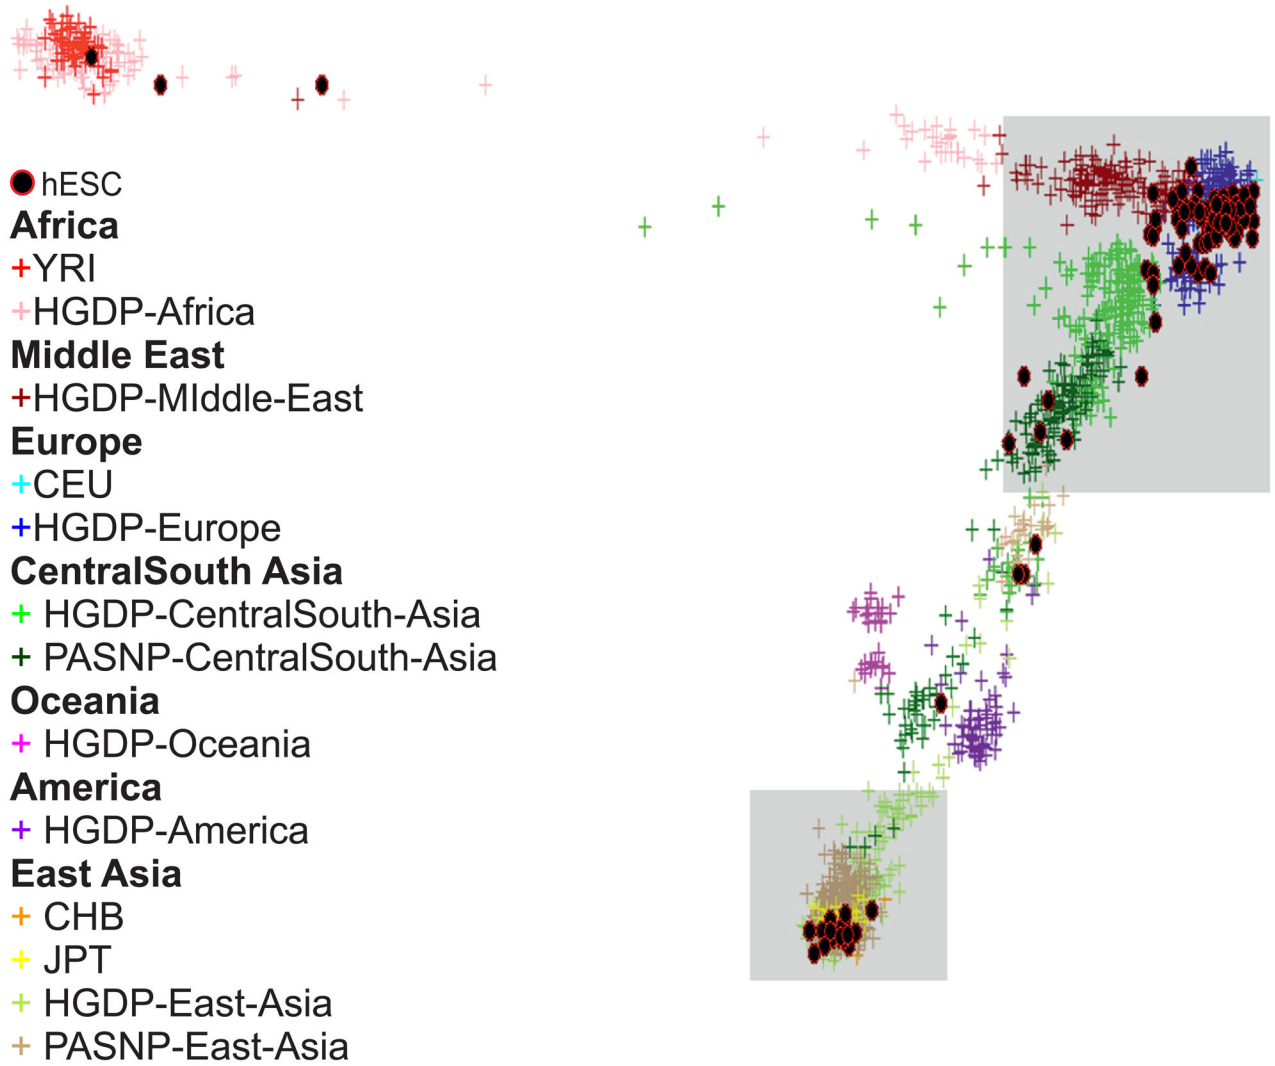 hESC
Africa
+YRI
+HGDP-Africa
Middle East
+HGDP-MIddle-East
Europe
+CEU
+HGDP-Europe
CentralSouth Asia
+ HGDP-CentralSouth-Asia
+ PASNP-CentralSouth-Asia
Oceania
+ HGDP-Oceania
America
+ HGDP-America
East Asia
+ CHB
+ JPT
+ HGDP-East-Asia
+ PASNP-East-Asia